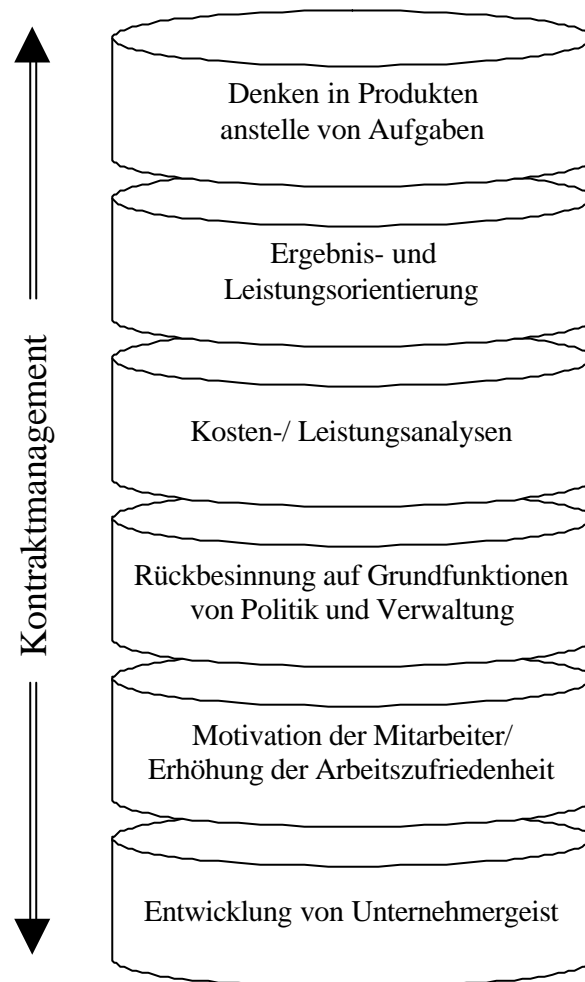 Kontraktmanagement
Denken in Produkten
anstelle von Aufgaben
Ergebnis- und
Leistungsorientierung
Kosten-/ Leistungsanalysen
Rückbesinnung auf Grundfunktionen
von Politik und Verwaltung
Motivation der Mitarbeiter/
Erhöhung der Arbeitszufriedenheit
Entwicklung von Unternehmergeist